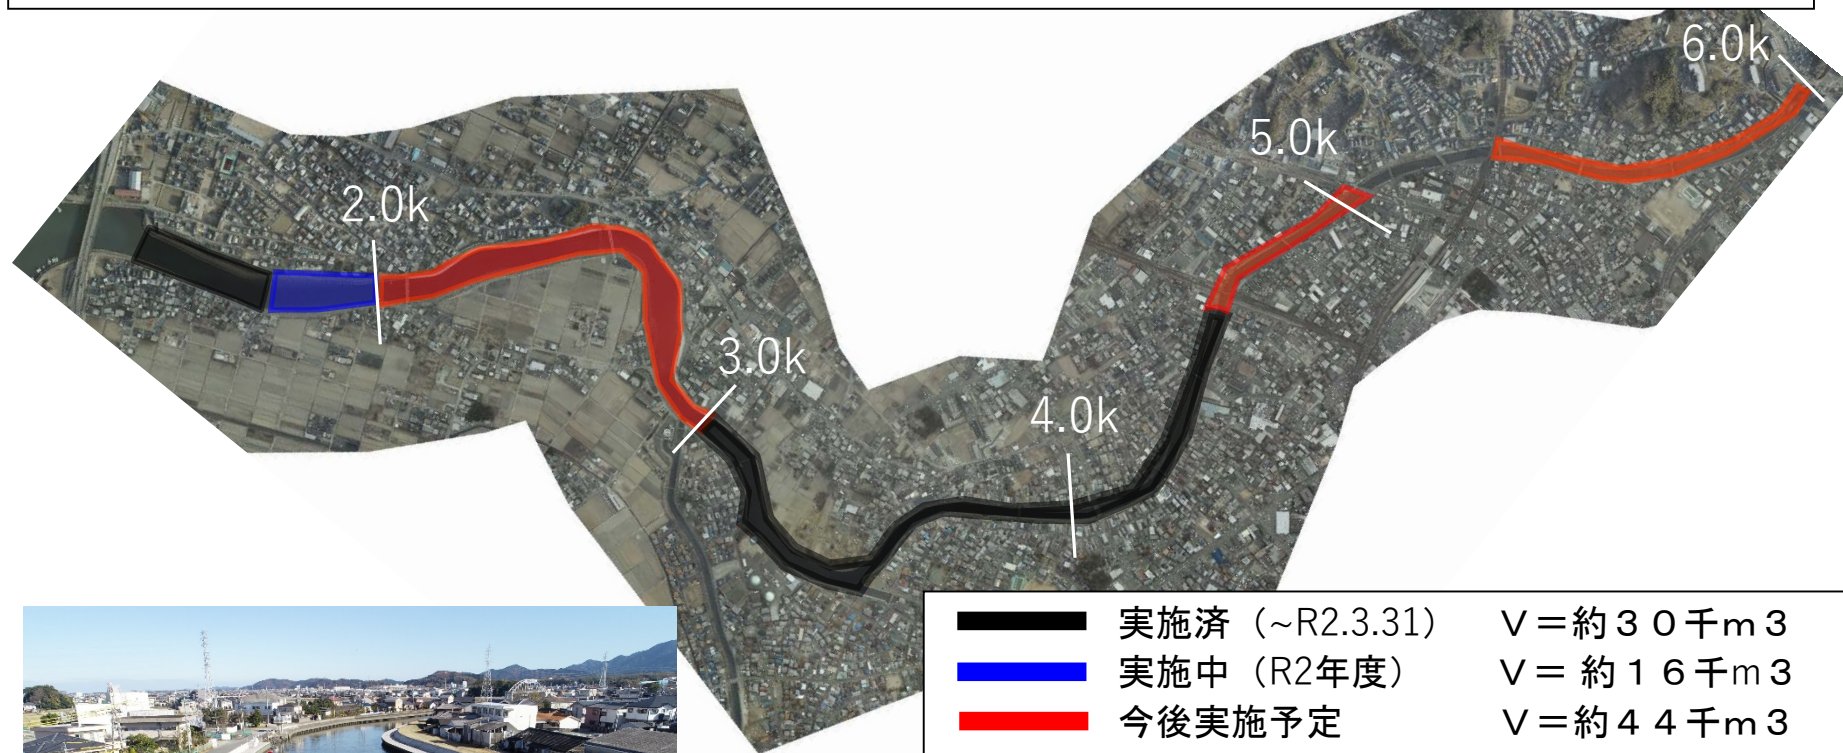 6.0k
5.0k
2.0k
3.0k
4.0k
実施済（~R2.3.31） Ｖ＝約３０千ｍ３
実施中（R2年度） Ｖ＝ 約１６千m３
今後実施予定 Ｖ＝約４４千ｍ３